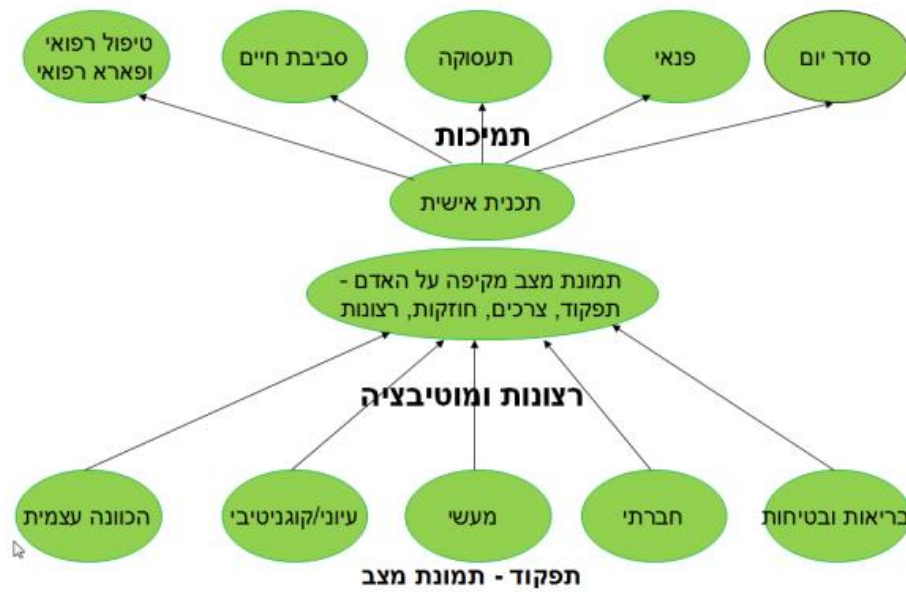 סדר יום
פנאי
תעסוקה
סביבת חיים
טיפול רפואי
ופארא רפואי
תמיכות
תכנית אישית
תמונת מצב מקיפה על האדם -
תפקוד, צרכים, חוזקות, רצונות
רצונות ומוטיבציה
בריאות ובטיחות
חברתי
מעשי
עיוני/קוגניטיבי
הכוונה עצמית
תפקוד - תמונת מצב